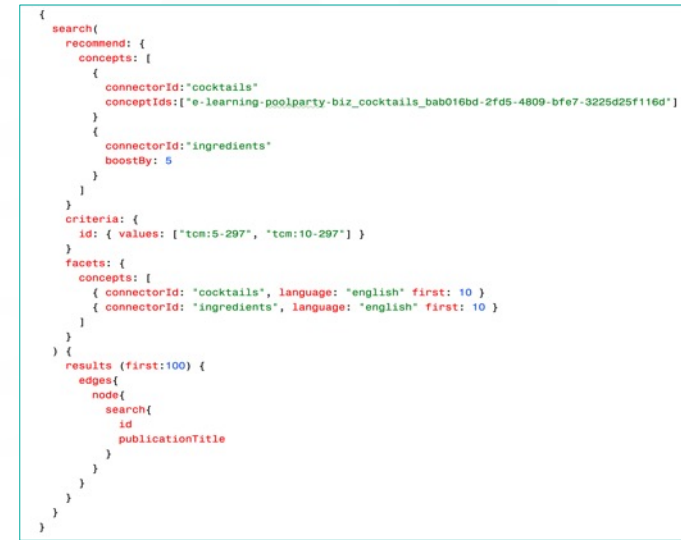 {
search(
recommend: {
concepts: [
{
connectorId:"cocktails"
conceptIds:["e-learning-poolparty-biz_cocktails_bab016bd-2fd5-4809-bfe7-3225d25f116d"]
}
{
connectorId:"ingredients"
boostBy: 5
}
]
}
criteria: {
id: { values: ["tcm:5-297", "tcm:10-297"] }
}
facets: {
concepts: [
{ connectorId: "cocktails", language: "english" first: 10 }
{ connectorId: "ingredients", language: "english" first: 10 }
]
}
) {
results (first:100) {
edges{
node{
search{
id
publicationTitle
}
}
}
}
}
}